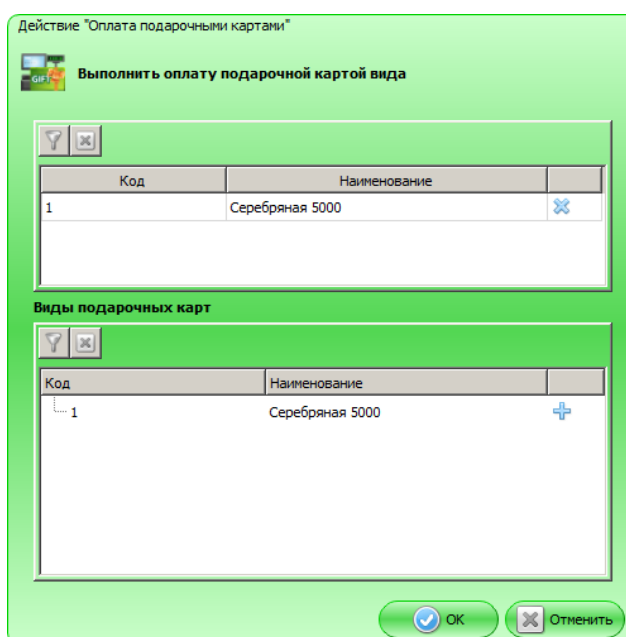 Действие "Оплата подарочными картами"
GIFT
Выполнить оплату подарочной картой вида
Код Наименование
1 Серебряная 5000
Виды подарочных карт
Код Наименование
1 Серебряная 5000
ОК Отменить